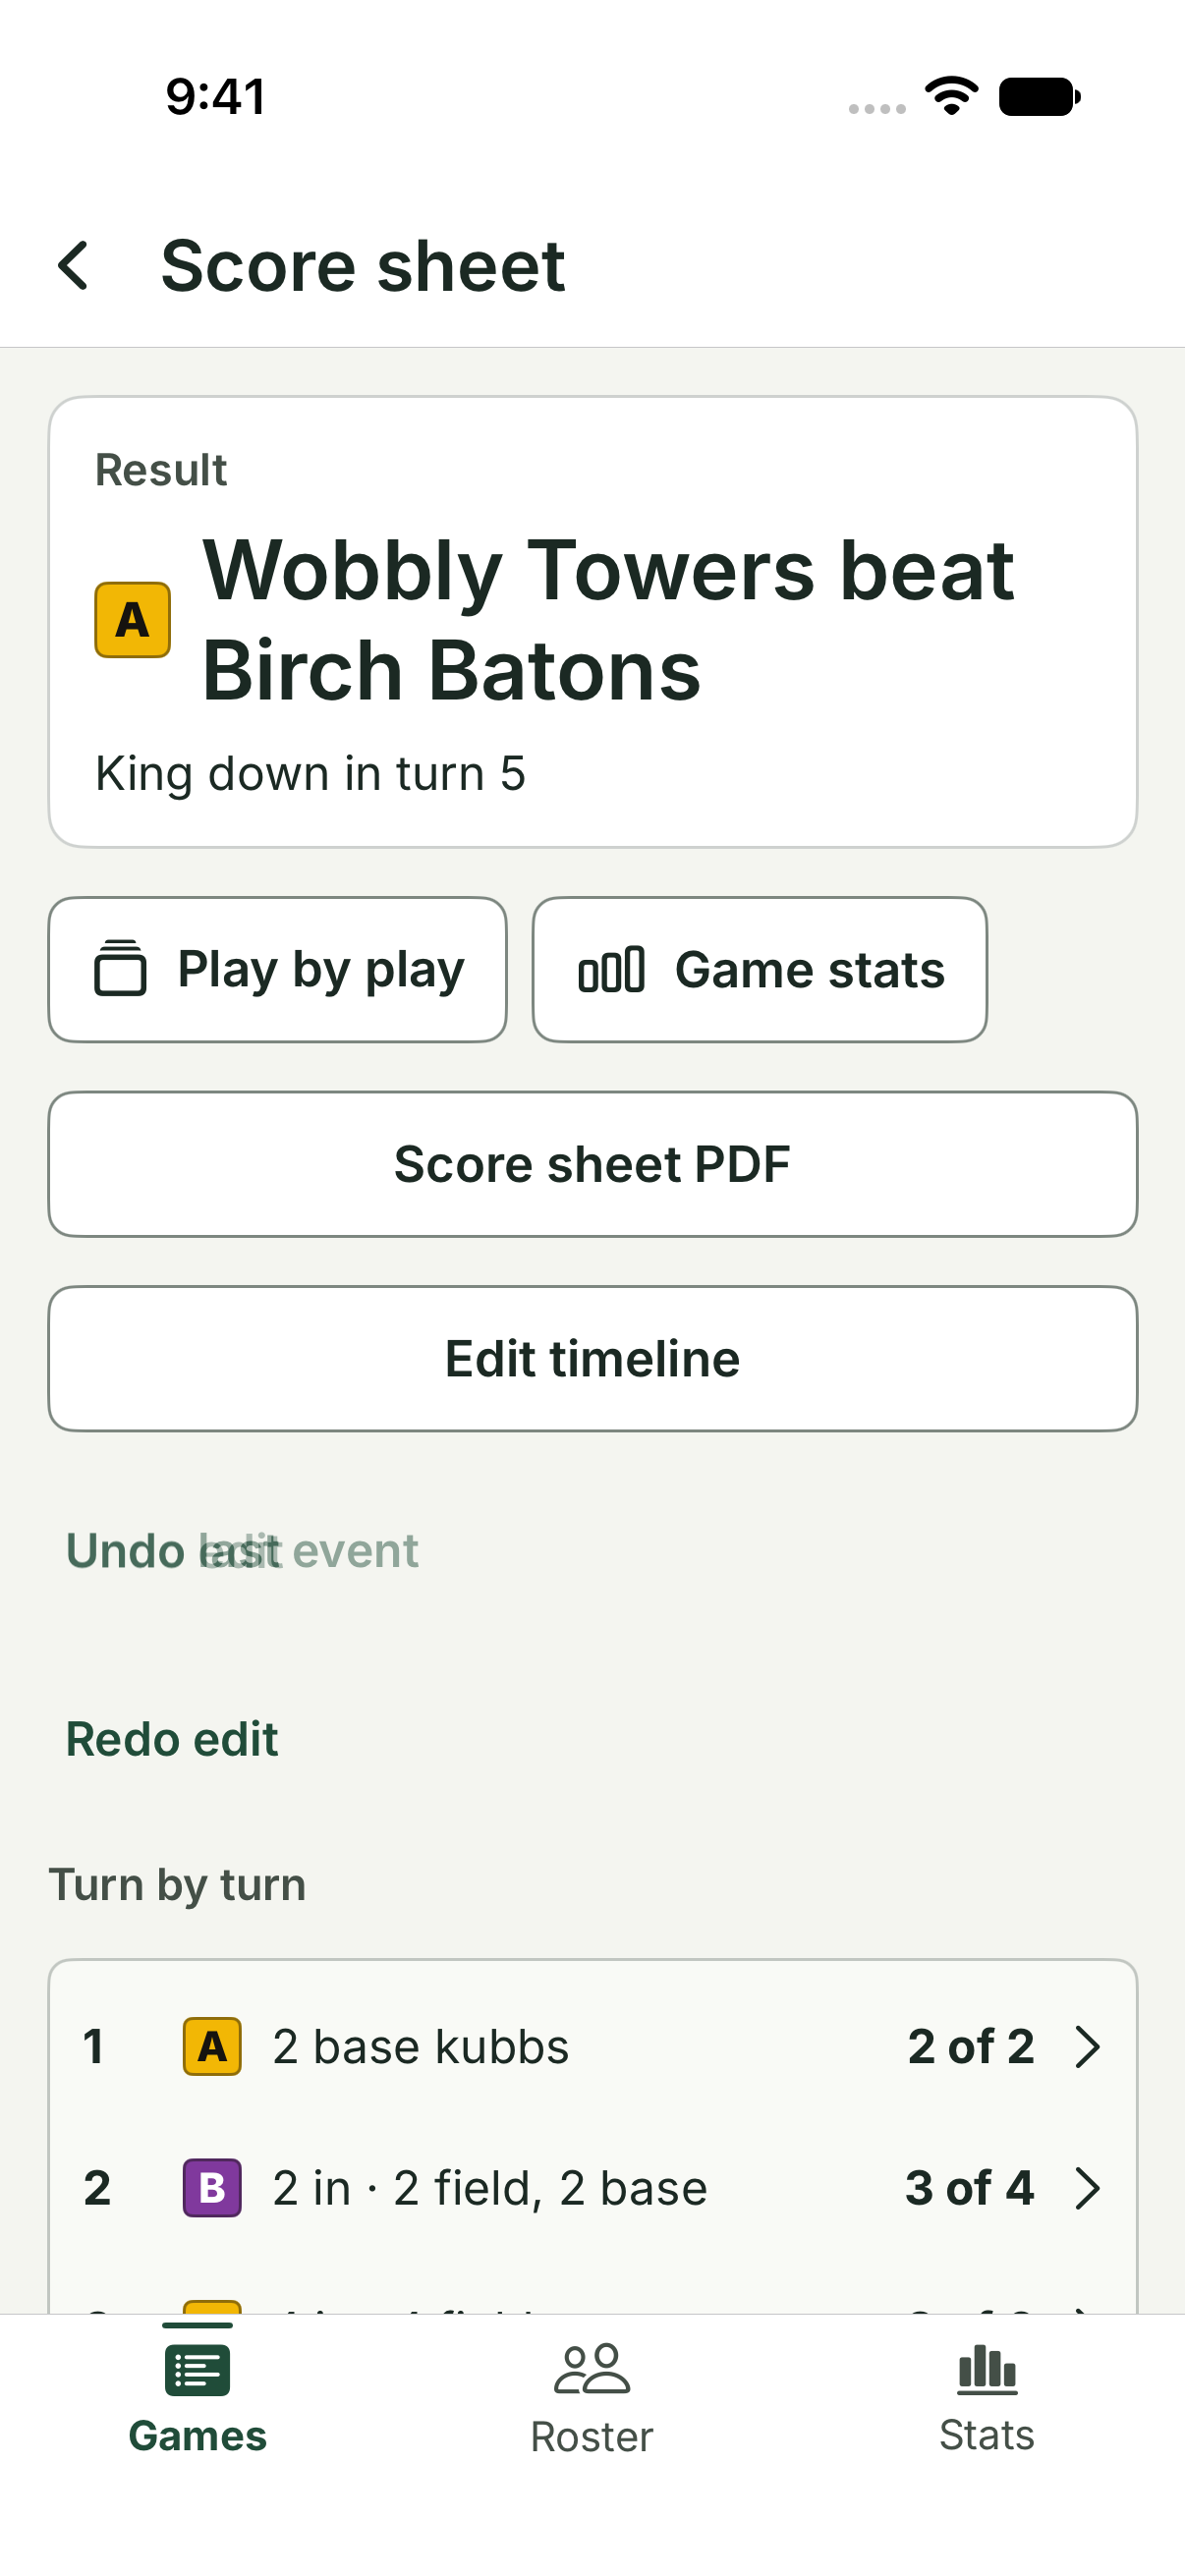 9:41
Score sheet
Result
A
Wobbly Towers beat
Birch Batons
King down in turn 5
Play by play
Game stats
Score sheet PDF
Edit timeline
Undo event
Redo edit
Turn by turn
1 A 2 base kubbs 2 of 2
2 B 2 in · 2 field, 2 base 3 of 4
Games
Roster
Stats